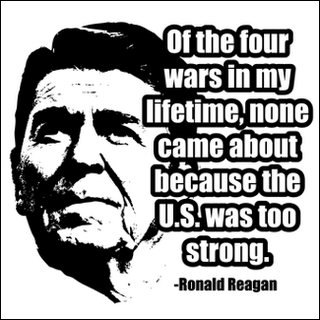 Of the four
wars in my
lifetime, none
came about
because the
U.S. was too
strong.
-Ronald Reagan